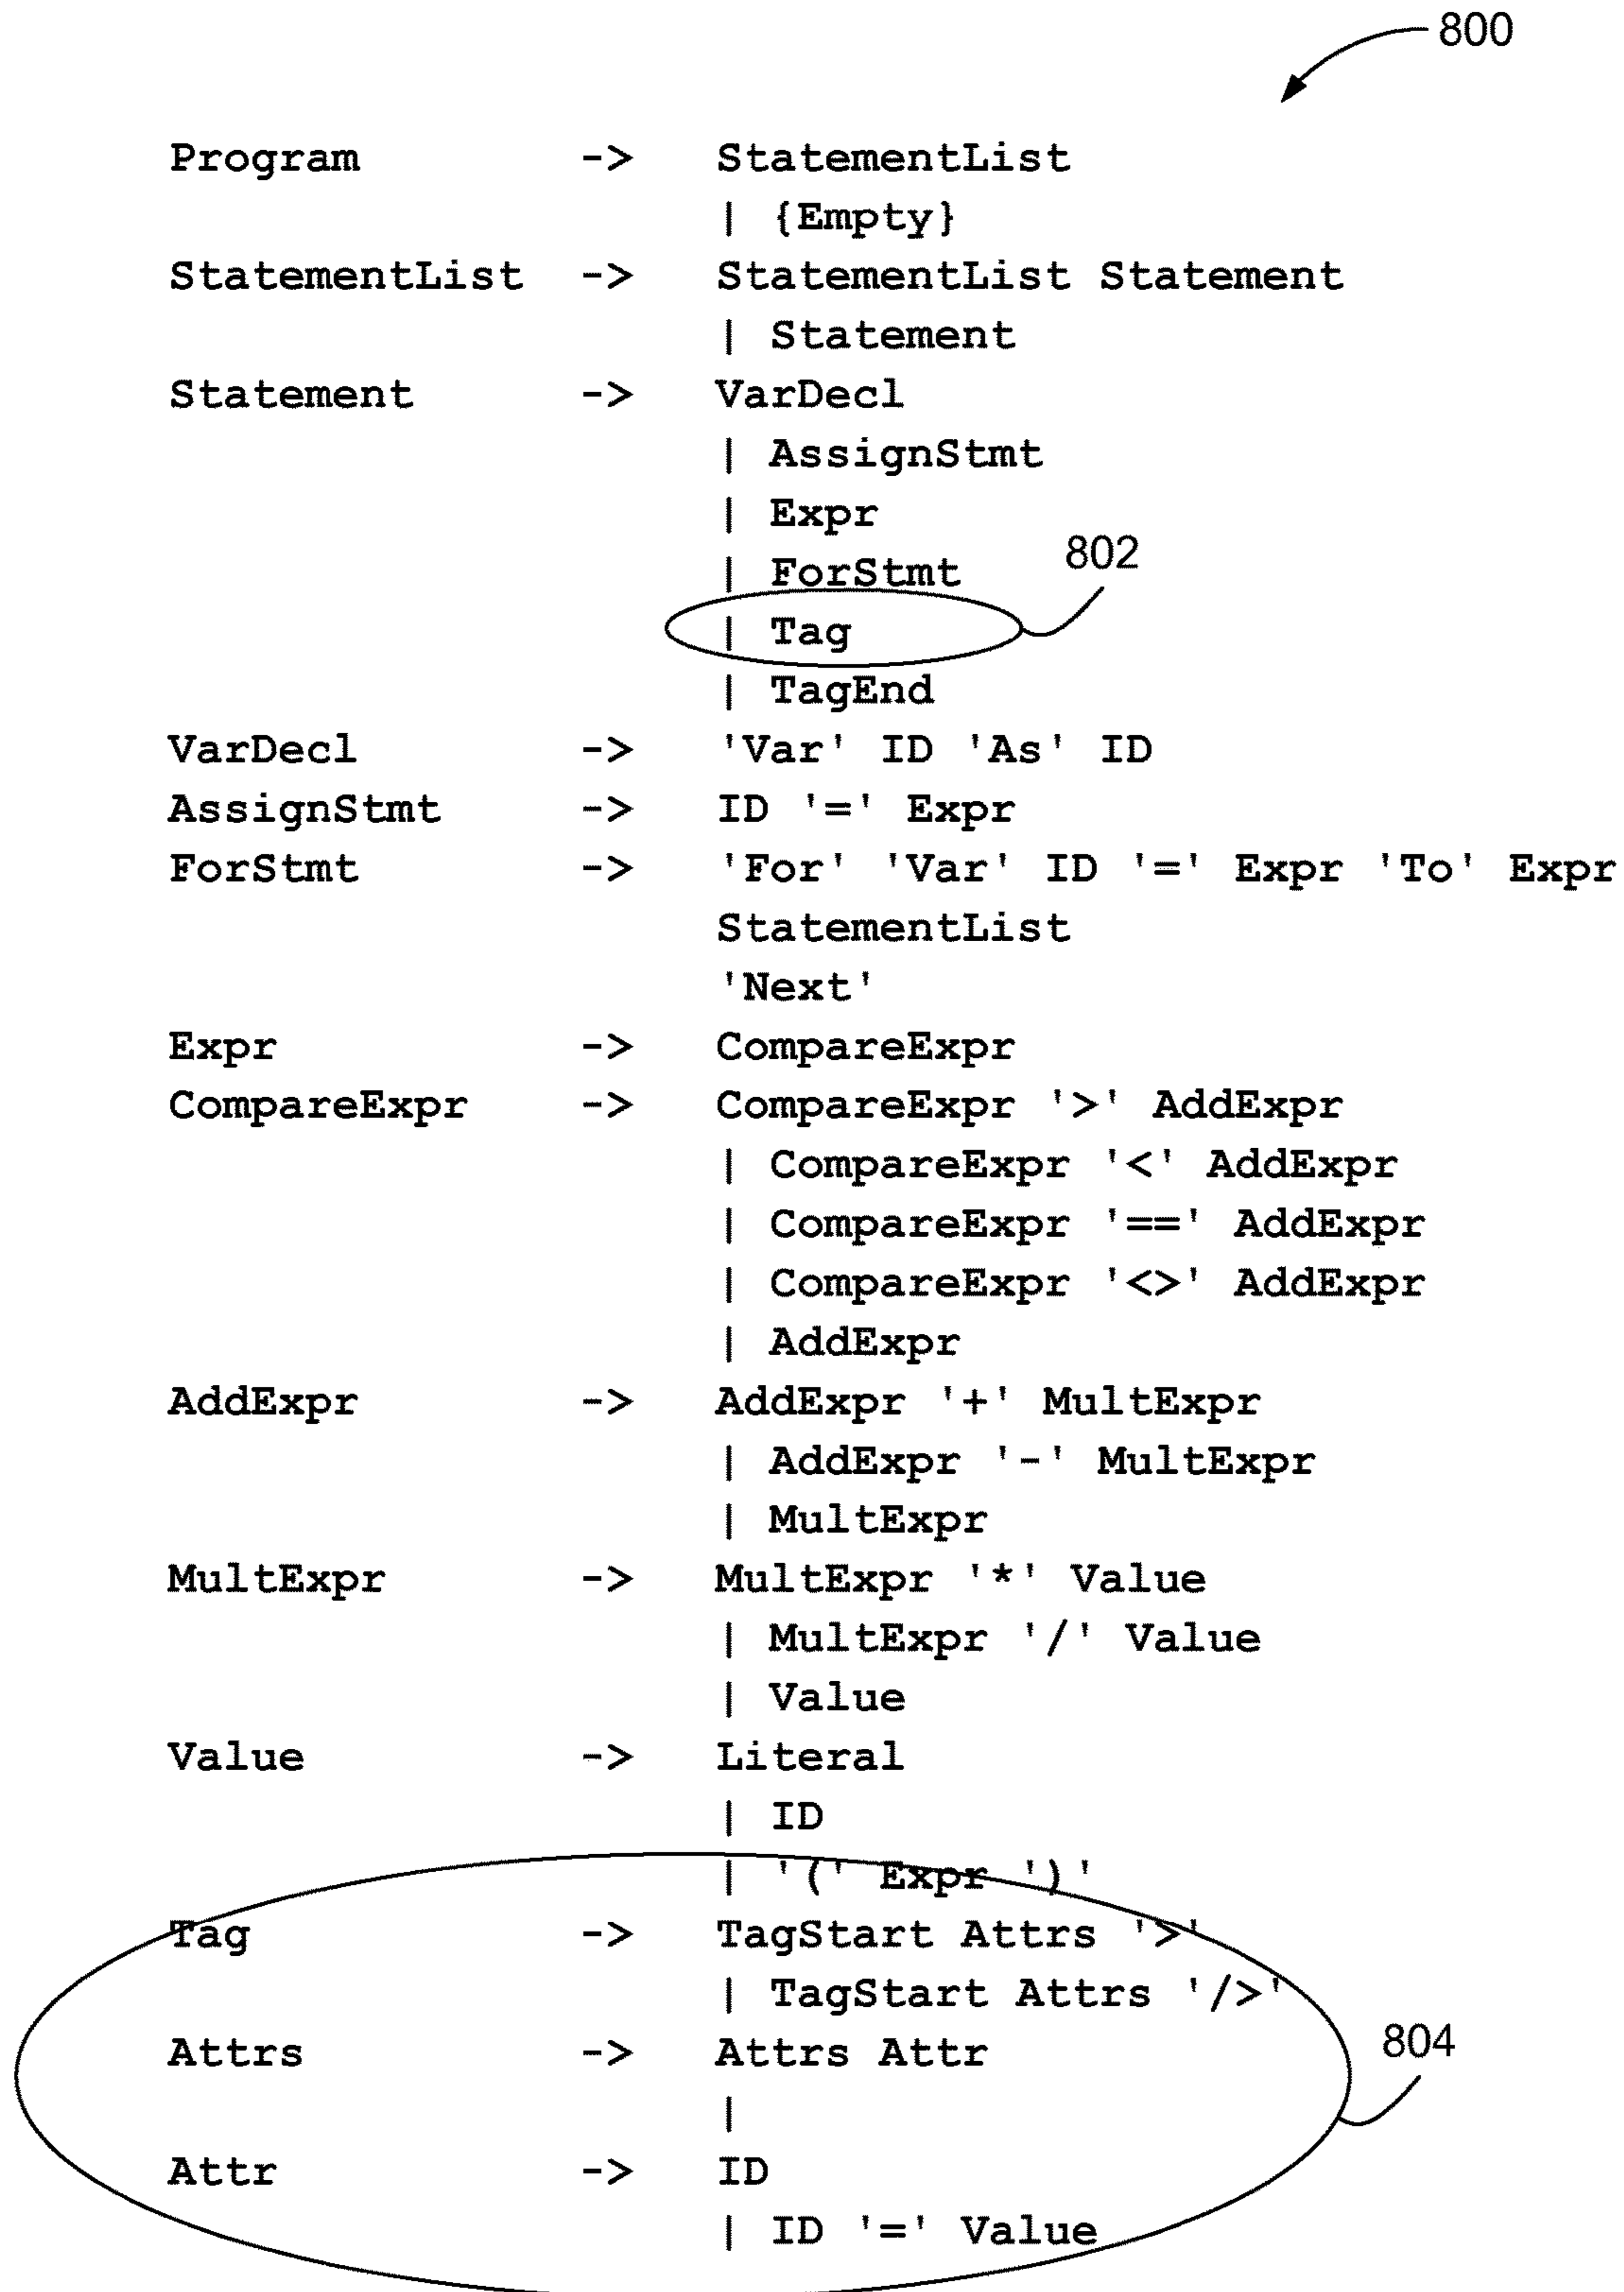 800
Program -> StatementList
| {Empty}
StatementList -> StatementList Statement
| Statement
Statement -> VarDecl
| AssignStmt
| Expr
| ForStmt
802
| Tag
| TagEnd
VarDecl -> 'Var' ID 'As' ID
AssignStmt -> ID '=' Expr
ForStmt -> 'For' 'Var' ID '=' Expr 'To' Expr
StatementList
'Next'
Expr -> CompareExpr
CompareExpr -> CompareExpr '>' AddExpr
| CompareExpr '<' AddExpr
| CompareExpr '==' AddExpr
| CompareExpr '<>' AddExpr
| AddExpr
AddExpr -> AddExpr '+' MultExpr
| AddExpr '-' MultExpr
| MultExpr
MultExpr -> MultExpr '*' Value
| MultExpr '/' Value
| Value
Value -> Literal
| ID
| '(' Expr ')'
Tag -> TagStart Attrs '>'
| TagStart Attrs '/>'
Attrs -> Attrs Attr
804
|
Attr -> ID
| ID '=' Value